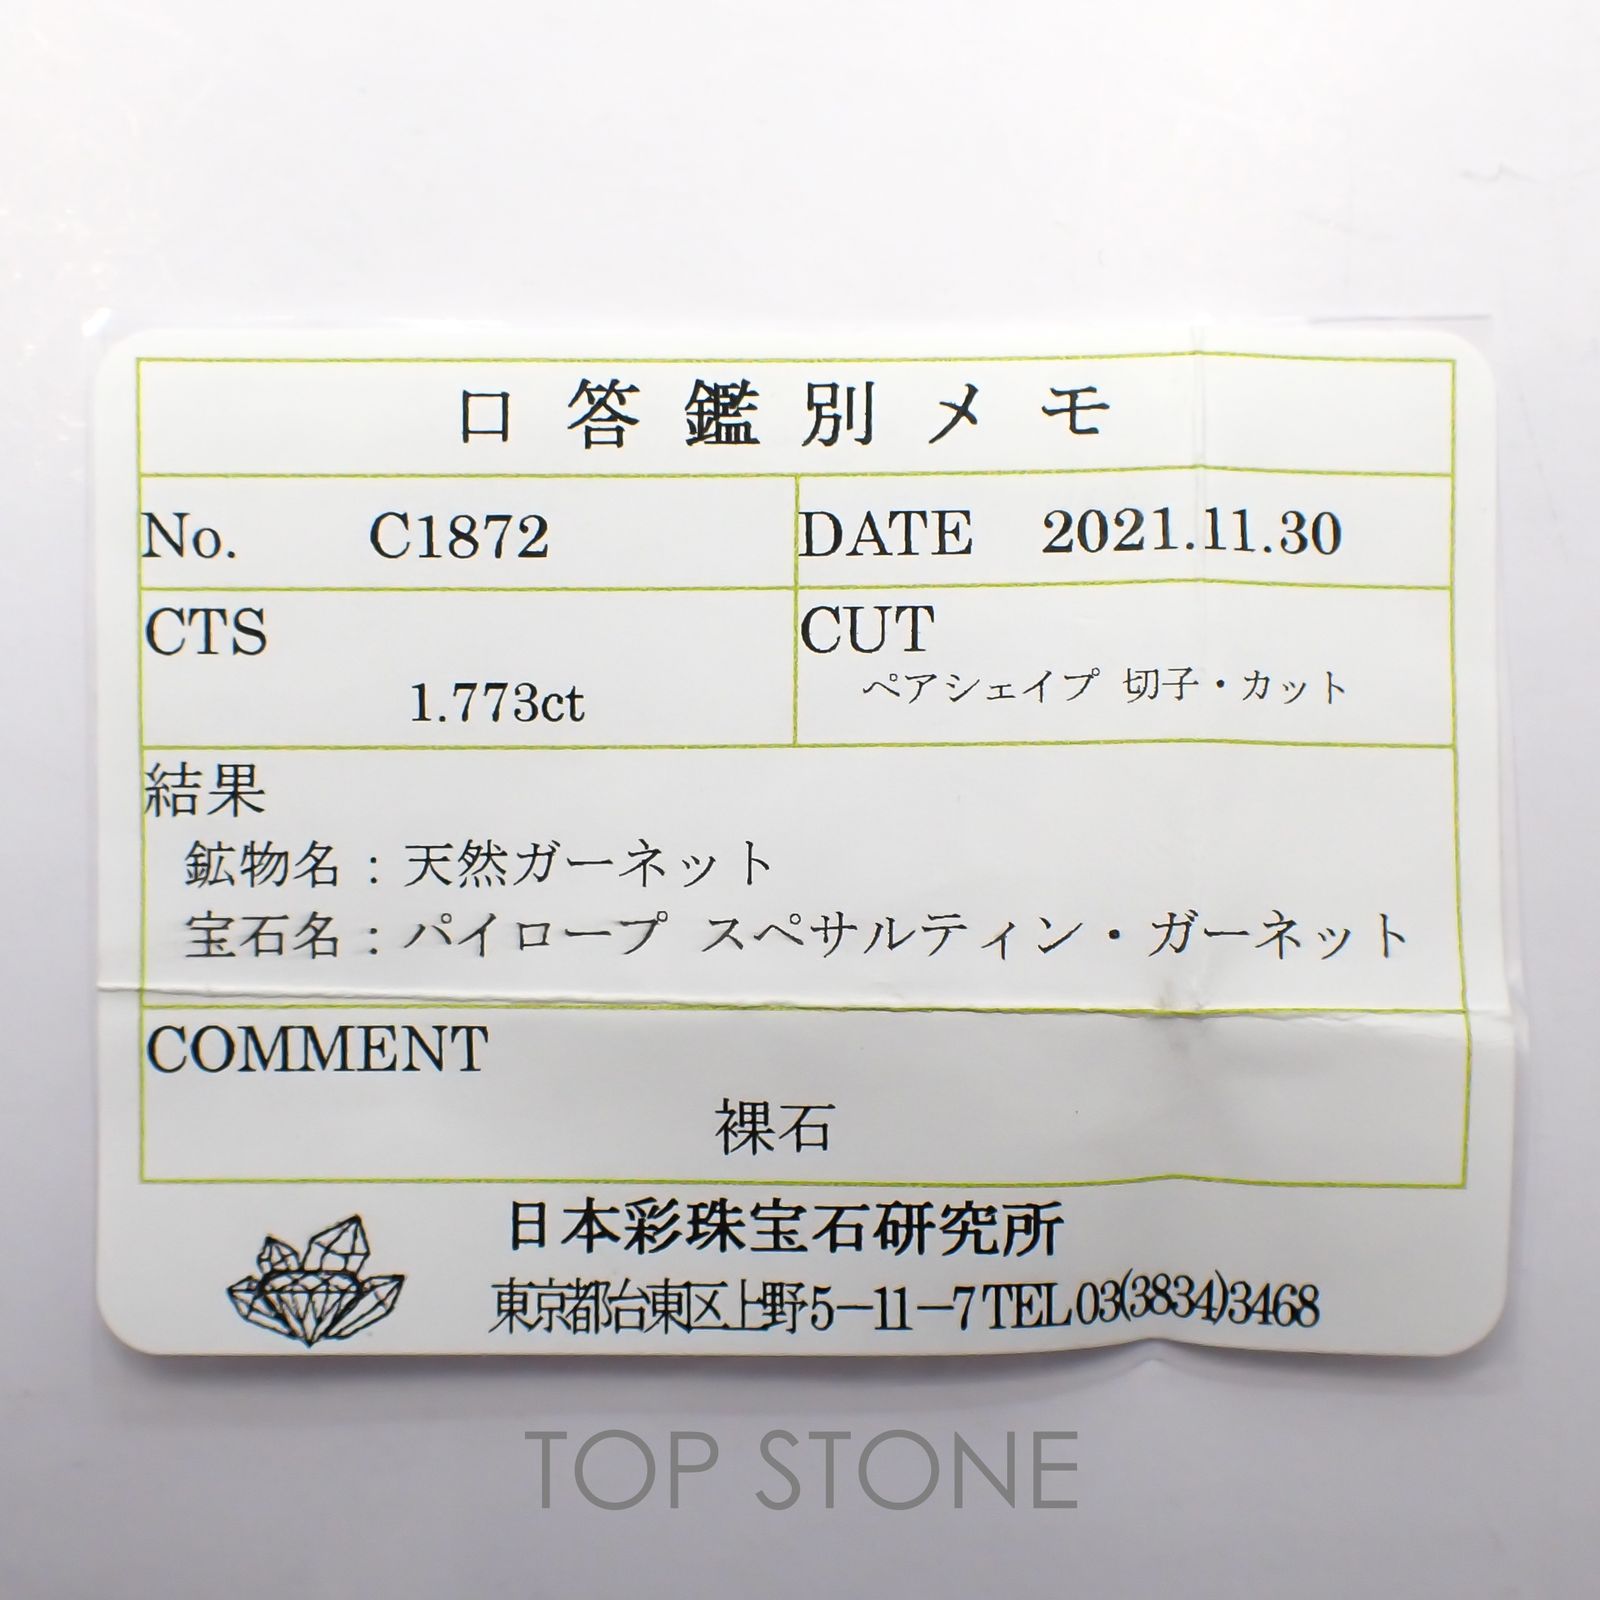 口答鑑別メモ
No. C1872
DATE 2021.11.30
CTS
1.773ct
CUT
ペアシェイプ 切子・カット
結果
鉱物名：天然ガーネット
宝石名：パイロープ スペサルティン・ガーネット
COMMENT
裸石
日本彩珠宝石研究所
東京都台東区上野5−11−7 TEL 03(3834)3468
TOP STONE